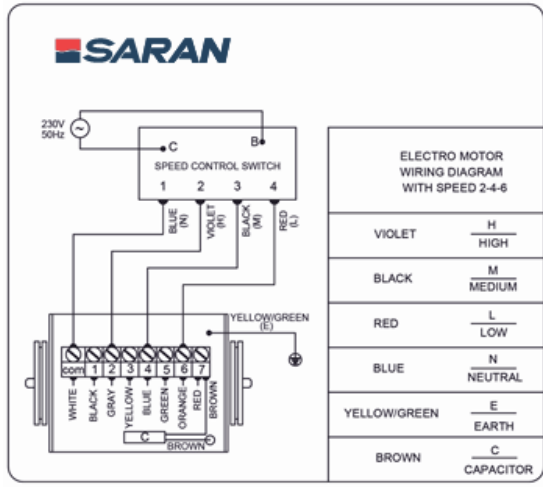 SARAN
230V
50Hz
~
C
B
SPEED CONTROL SWITCH
1 2 3 4
BLUE
(N)
VIOLET
(H)
BLACK
(M)
RED
(L)
YELLOW/GREEN
(E)
com 1 2 3 4 5 6 7
WHITE
BLACK
GRAY
YELLOW
BLUE
GREEN
ORANGE
RED
BROWN
C
BROWN
ELECTRO MOTOR
WIRING DIAGRAM
WITH SPEED 2-4-6
VIOLET
H
HIGH
BLACK
M
MEDIUM
RED
L
LOW
BLUE
N
NEUTRAL
YELLOW/GREEN
E
EARTH
BROWN
C
CAPACITOR